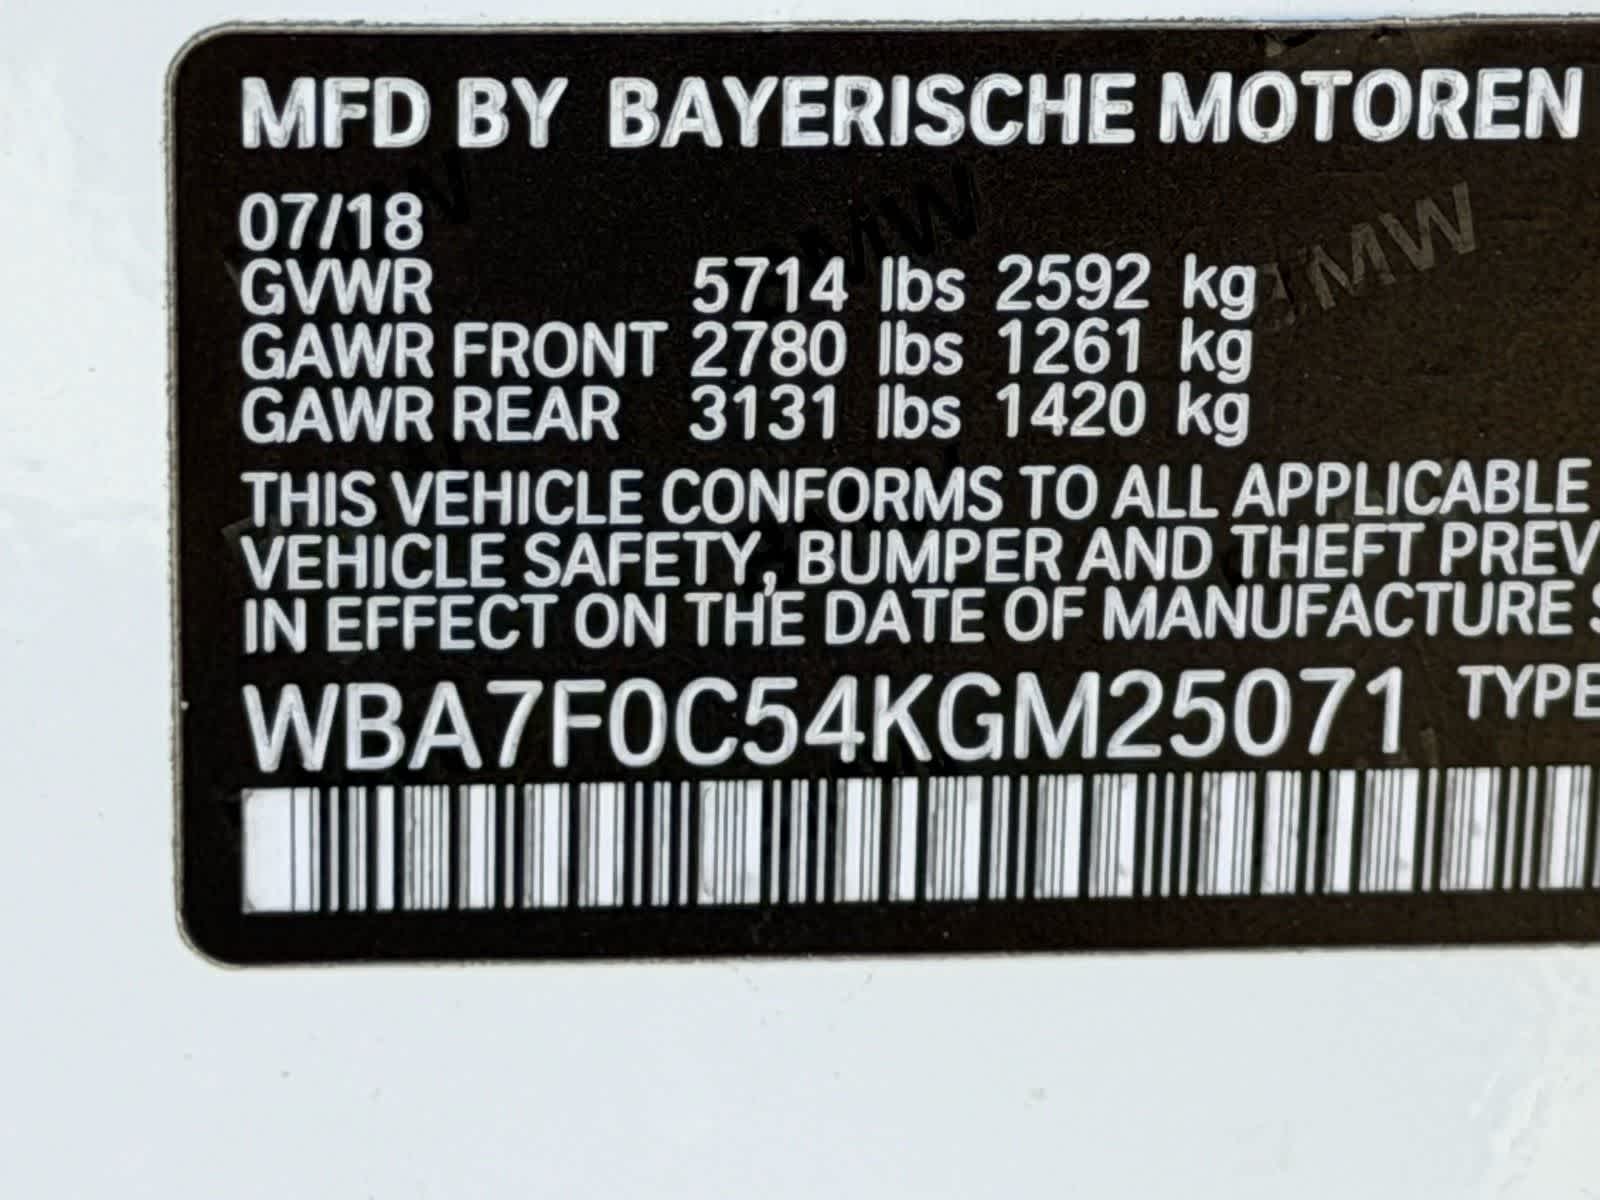 MFD BY BAYERISCHE MOTOREN
07/18
GVWR 5714 lbs 2592 kg
GAWR FRONT 2780 lbs 1261 kg
GAWR REAR 3131 lbs 1420 kg
THIS VEHICLE CONFORMS TO ALL APPLICABLE
VEHICLE SAFETY, BUMPER AND THEFT PREV
IN EFFECT ON THE DATE OF MANUFACTURE S
WBA7F0C54KGM25071 TYPE